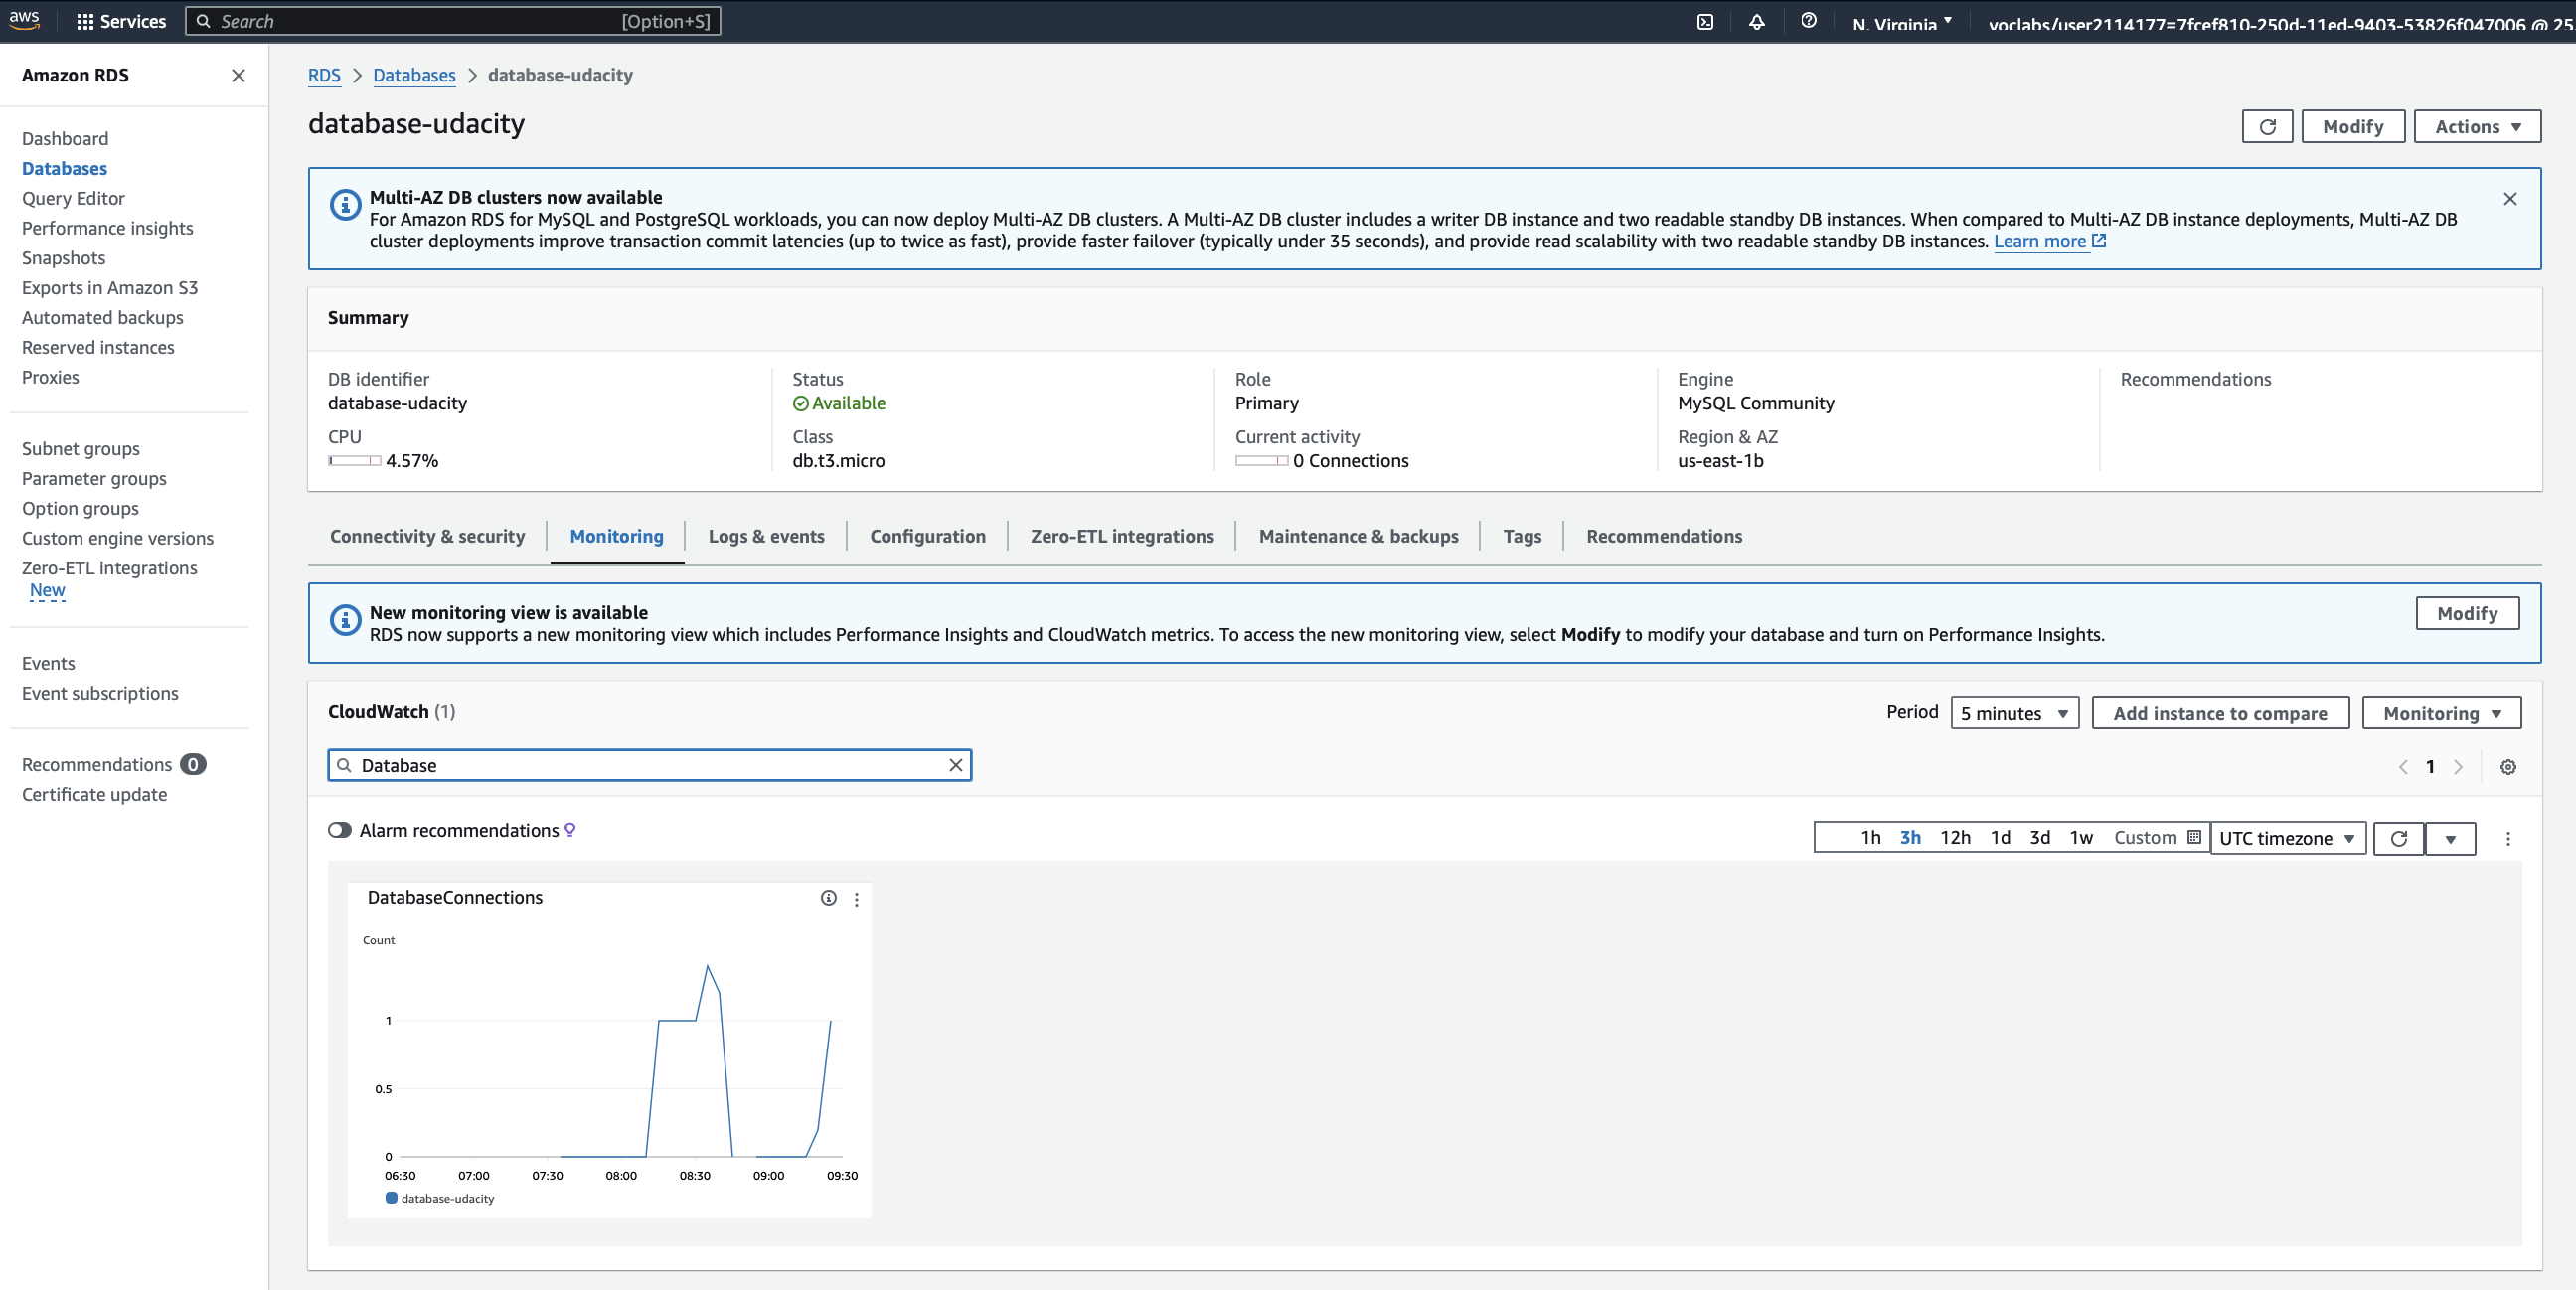 aws Services Search [Option+S] N. Virginia voclabs/user2114177=7fcef810-250d-11ed-9403-53826f047006 @ 25
Amazon RDS
Dashboard
Databases
Query Editor
Performance insights
Snapshots
Exports in Amazon S3
Automated backups
Reserved instances
Proxies
Subnet groups
Parameter groups
Option groups
Custom engine versions
Zero-ETL integrations
New
Events
Event subscriptions
Recommendations 0
Certificate update
RDS > Databases > database-udacity
database-udacity
Modify
Actions
Multi-AZ DB clusters now available
For Amazon RDS for MySQL and PostgreSQL workloads, you can now deploy Multi-AZ DB clusters. A Multi-AZ DB cluster includes a writer DB instance and two readable standby DB instances. When compared to Multi-AZ DB instance deployments, Multi-AZ DB
cluster deployments improve transaction commit latencies (up to twice as fast), provide faster failover (typically under 35 seconds), and provide read scalability with two readable standby DB instances. Learn more
Summary
DB identifier
database-udacity
CPU
4.57%
Status
Available
Class
db.t3.micro
Role
Primary
Current activity
0 Connections
Engine
MySQL Community
Region & AZ
us-east-1b
Recommendations
Connectivity & security Monitoring Logs & events Configuration Zero-ETL integrations Maintenance & backups Tags Recommendations
New monitoring view is available
RDS now supports a new monitoring view which includes Performance Insights and CloudWatch metrics. To access the new monitoring view, select Modify to modify your database and turn on Performance Insights.
Modify
CloudWatch (1)
Period 5 minutes Add instance to compare Monitoring
Database
1
Alarm recommendations
1h 3h 12h 1d 3d 1w Custom UTC timezone
DatabaseConnections
Count
1
0.5
0
06:30 07:00 07:30 08:00 08:30 09:00 09:30
database-udacity